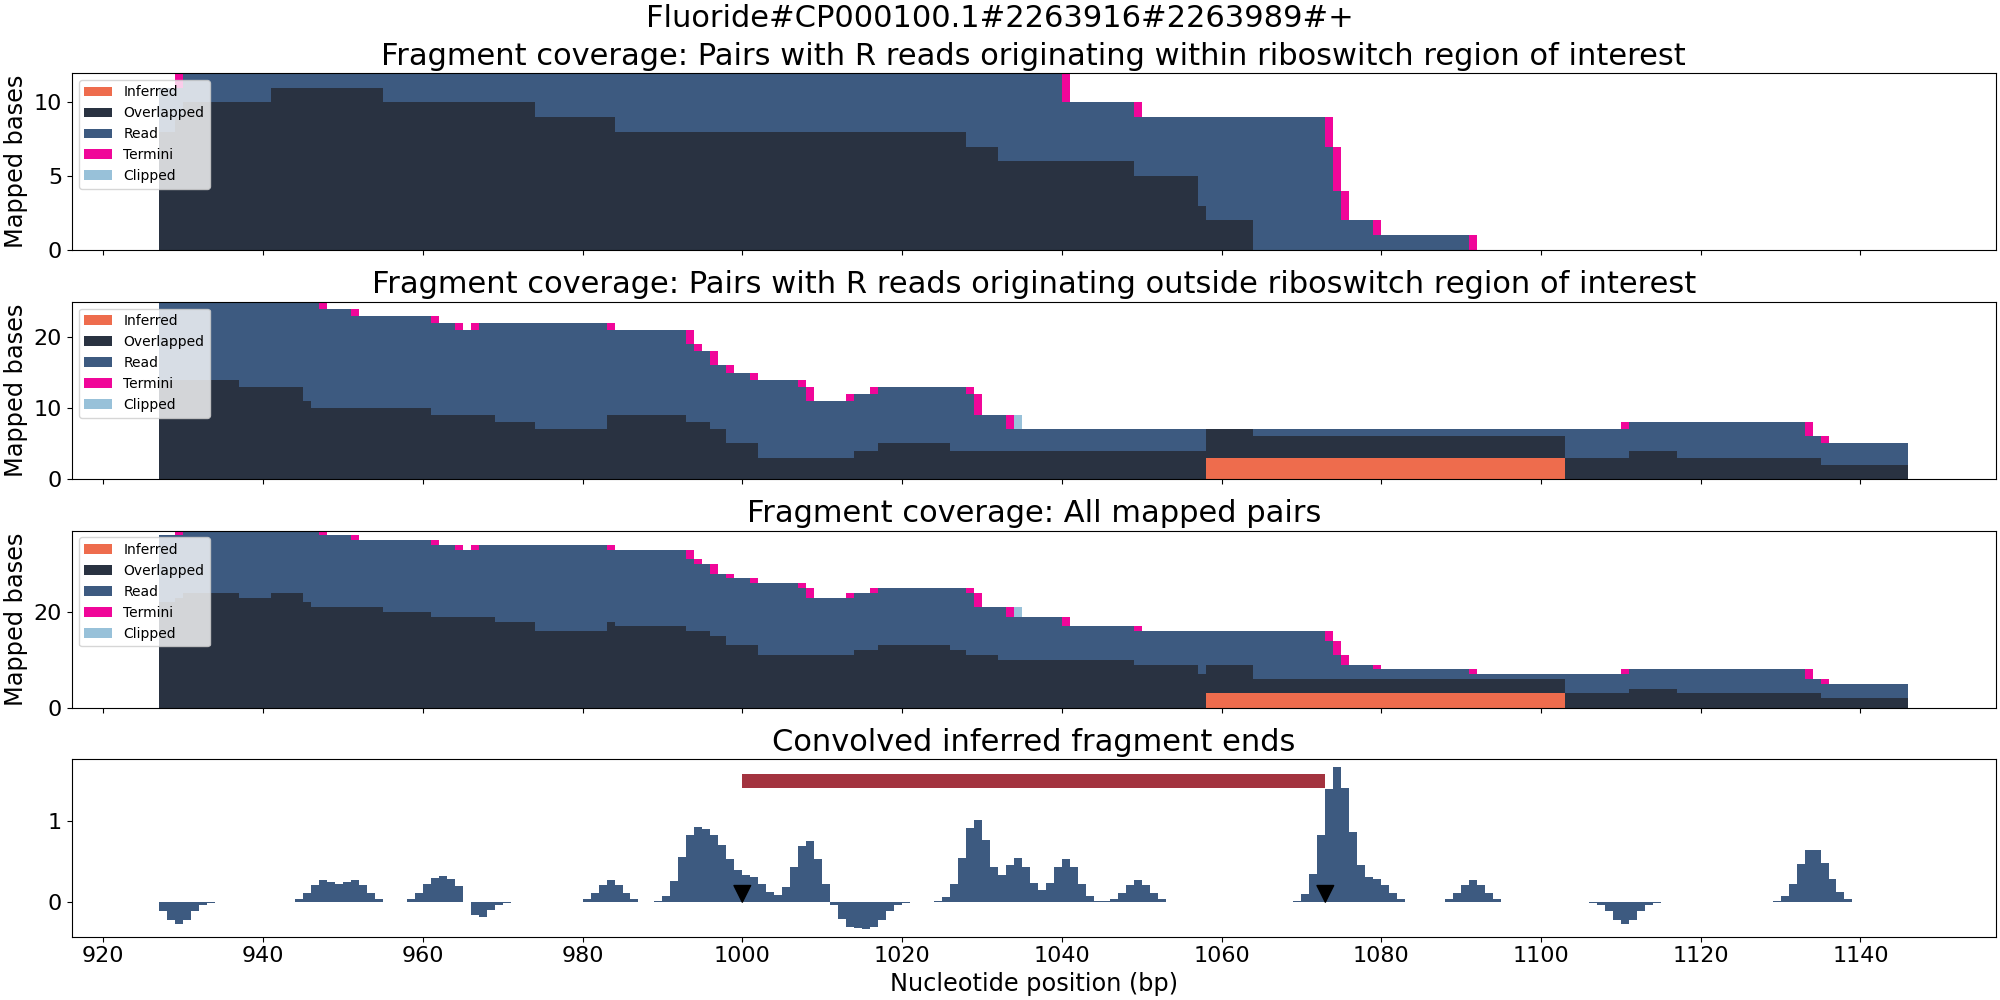 Fluoride#CP000100.1#2263916#2263989#+
Fragment coverage: Pairs with R reads originating within riboswitch region of interest
Mapped bases
10
5
0
Inferred
Overlapped
Read
Termini
Clipped
Fragment coverage: Pairs with R reads originating outside riboswitch region of interest
Mapped bases
20
10
0
Inferred
Overlapped
Read
Termini
Clipped
Fragment coverage: All mapped pairs
Mapped bases
20
0
Inferred
Overlapped
Read
Termini
Clipped
Convolved inferred fragment ends
1
0
920 940 960 980 1000 1020 1040 1060 1080 1100 1120 1140
Nucleotide position (bp)